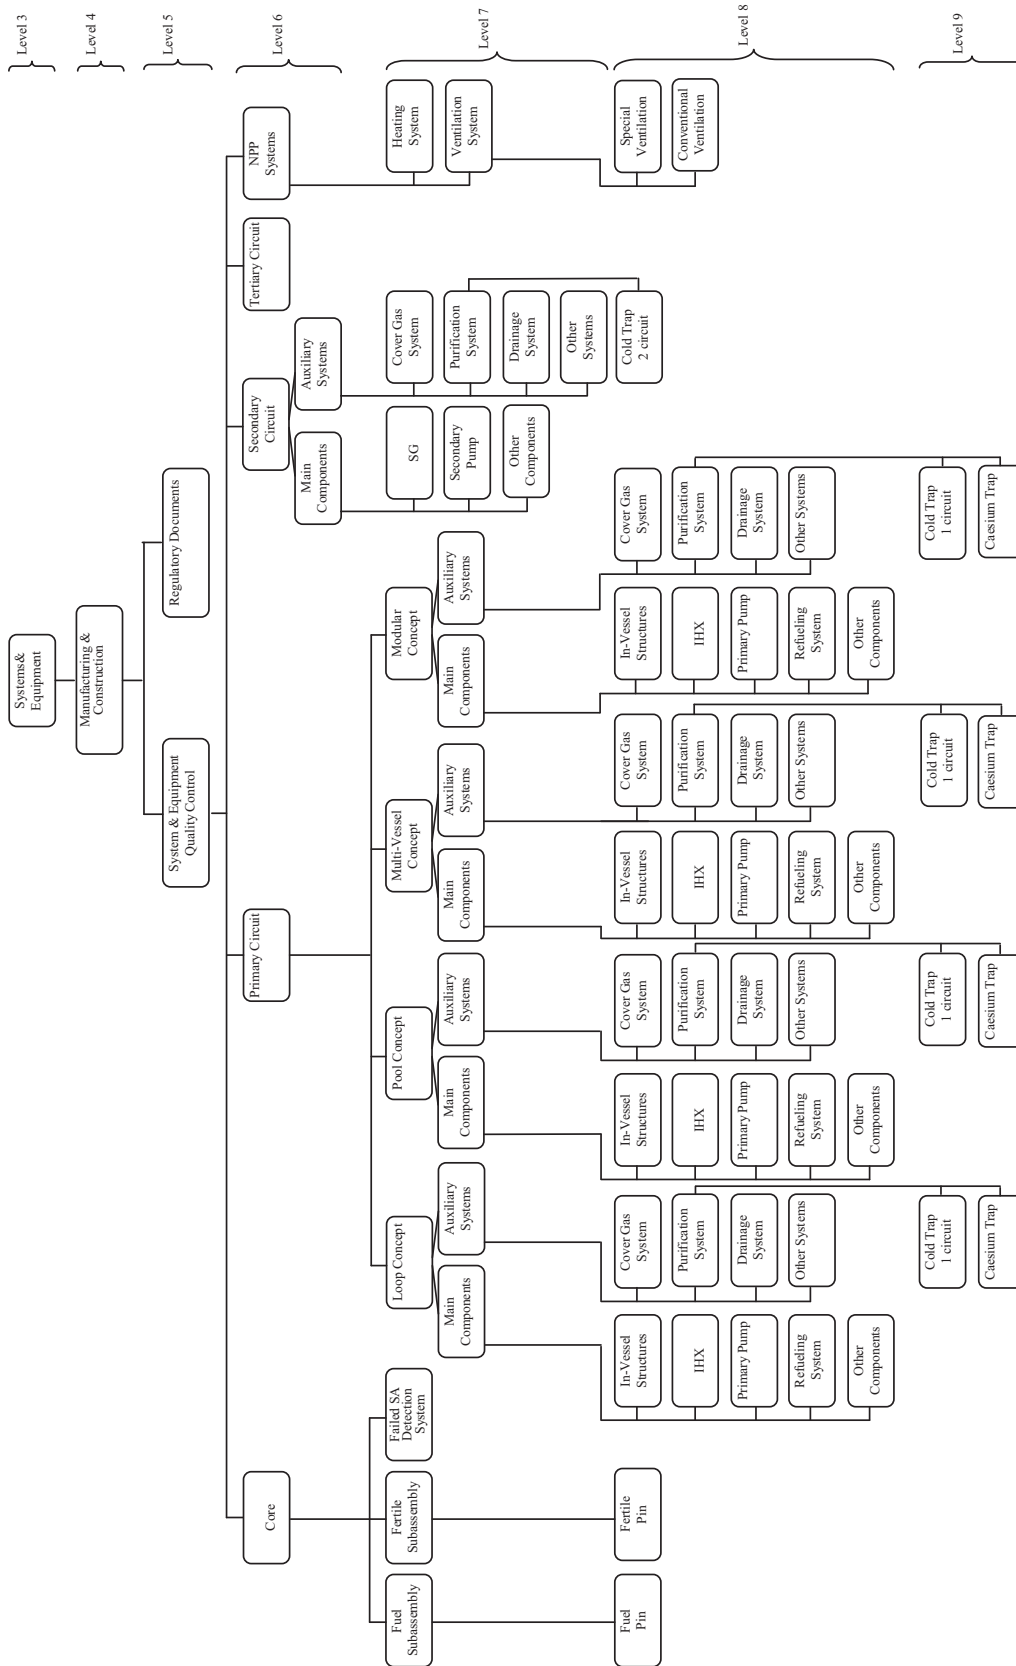 Systems&
Equipment
Level 3
Manufacturing &
Construction
Level 4
System & Equipment
Quality Control
Regulatory Documents
Level 5
Core
Primary Circuit
Secondary
Circuit
Tertiary Circuit
NPP
Systems
Main
Components
Auxiliary
Systems
Level 6
Fuel
Subassembly
Fertile
Subassembly
Failed SA
Detection
System
Loop Concept
Pool Concept
Multi-Vessel
Concept
Modular
Concept
Main
Components
Auxiliary
Systems
Main
Components
Auxiliary
Systems
Main
Components
Auxiliary
Systems
Main
Components
Auxiliary
Systems
SG
Secondary
Pump
Other
Components
Cover Gas
System
Purification
System
Drainage
System
Other
Systems
Cold Trap
2 circuit
Heating
System
Ventilation
System
Level 7
Fuel
Pin
Fertile
Pin
In-Vessel
Structures
IHX
Primary Pump
Refueling
System
Other
Components
Cover Gas
System
Purification
System
Drainage
System
Other Systems
In-Vessel
Structures
IHX
Primary Pump
Refueling
System
Other
Components
Cover Gas
System
Purification
System
Drainage
System
Other Systems
In-Vessel
Structures
IHX
Primary Pump
Refueling
System
Other
Components
Cover Gas
System
Purification
System
Drainage
System
Other Systems
In-Vessel
Structures
IHX
Primary Pump
Refueling
System
Other
Components
Cover Gas
System
Purification
System
Drainage
System
Other Systems
Special
Ventilation
Conventional
Ventilation
Level 8
Cold Trap
1 circuit
Caesium Trap
Cold Trap
1 circuit
Caesium Trap
Cold Trap
1 circuit
Caesium Trap
Cold Trap
1 circuit
Caesium Trap
Level 9